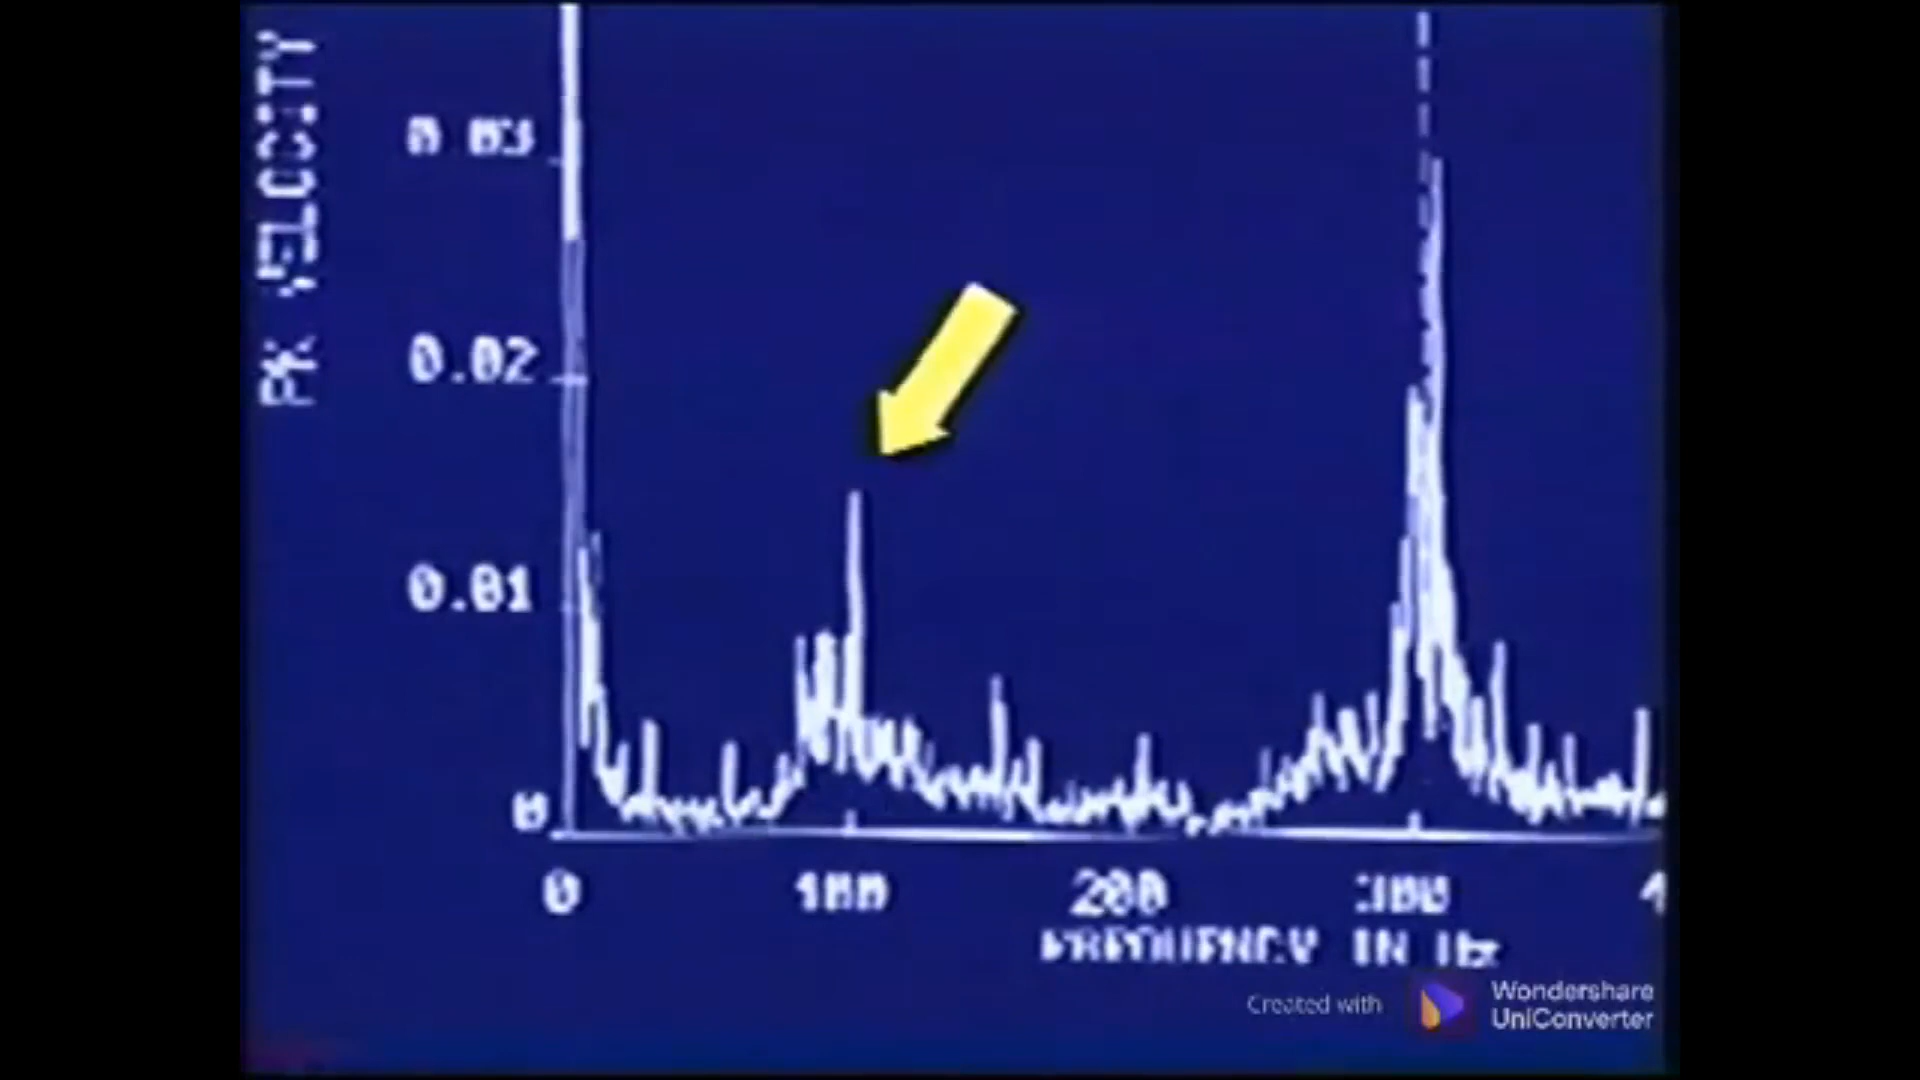 PK VELOCITY
0 03
0.02
0.01
0
0 100 200 300 4
FREQUENCY IN Hz
Created with
Wondershare
UniConverter